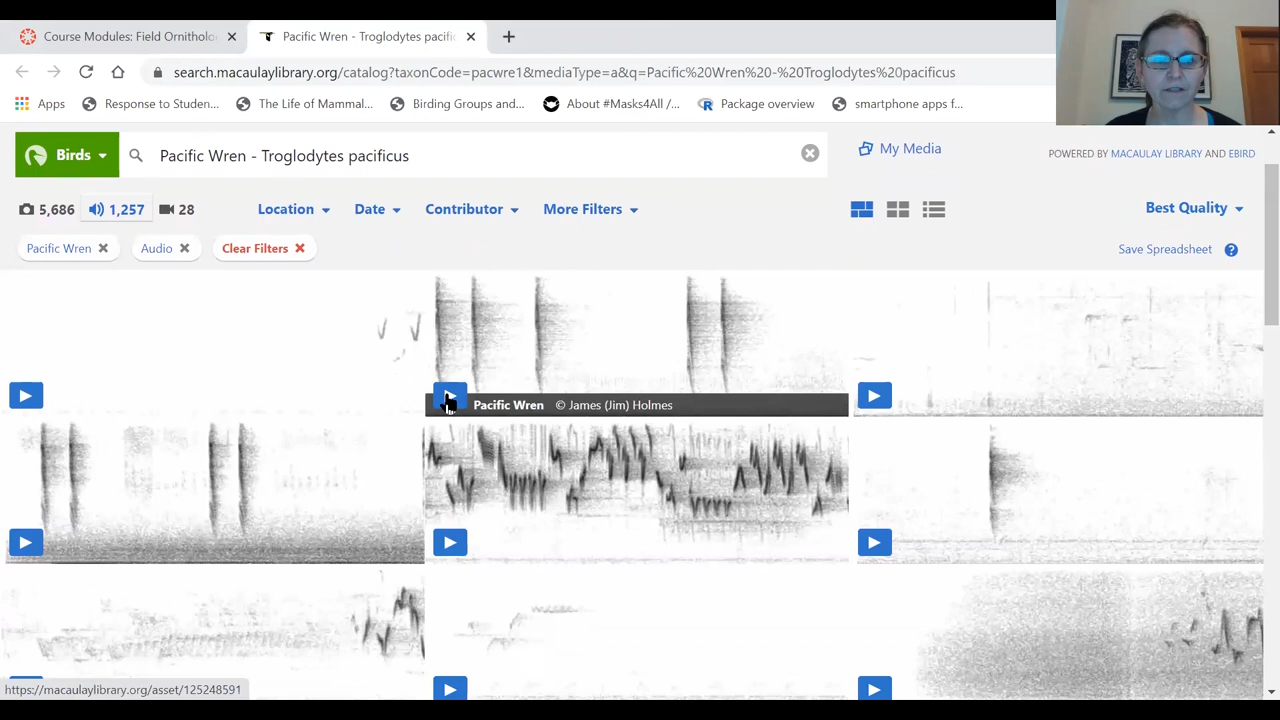 Course Modules: Field Ornitholo
Pacific Wren - Troglodytes pacific
search.macaulaylibrary.org/catalog?taxonCode=pacwre1&mediaType=a&q=Pacific%20Wren%20-%20Troglodytes%20pacificus
Apps Response to Studen... The Life of Mammal... Birding Groups and... About #Masks4All /... Package overview smartphone apps f...
Birds Pacific Wren - Troglodytes pacificus My Media POWERED BY MACAULAY LIBRARY AND EBIRD
5,686 1,257 28 Location Date Contributor More Filters Best Quality
Pacific Wren Audio Clear Filters Save Spreadsheet ?
Pacific Wren © James (Jim) Holmes
https://macaulaylibrary.org/asset/125248591